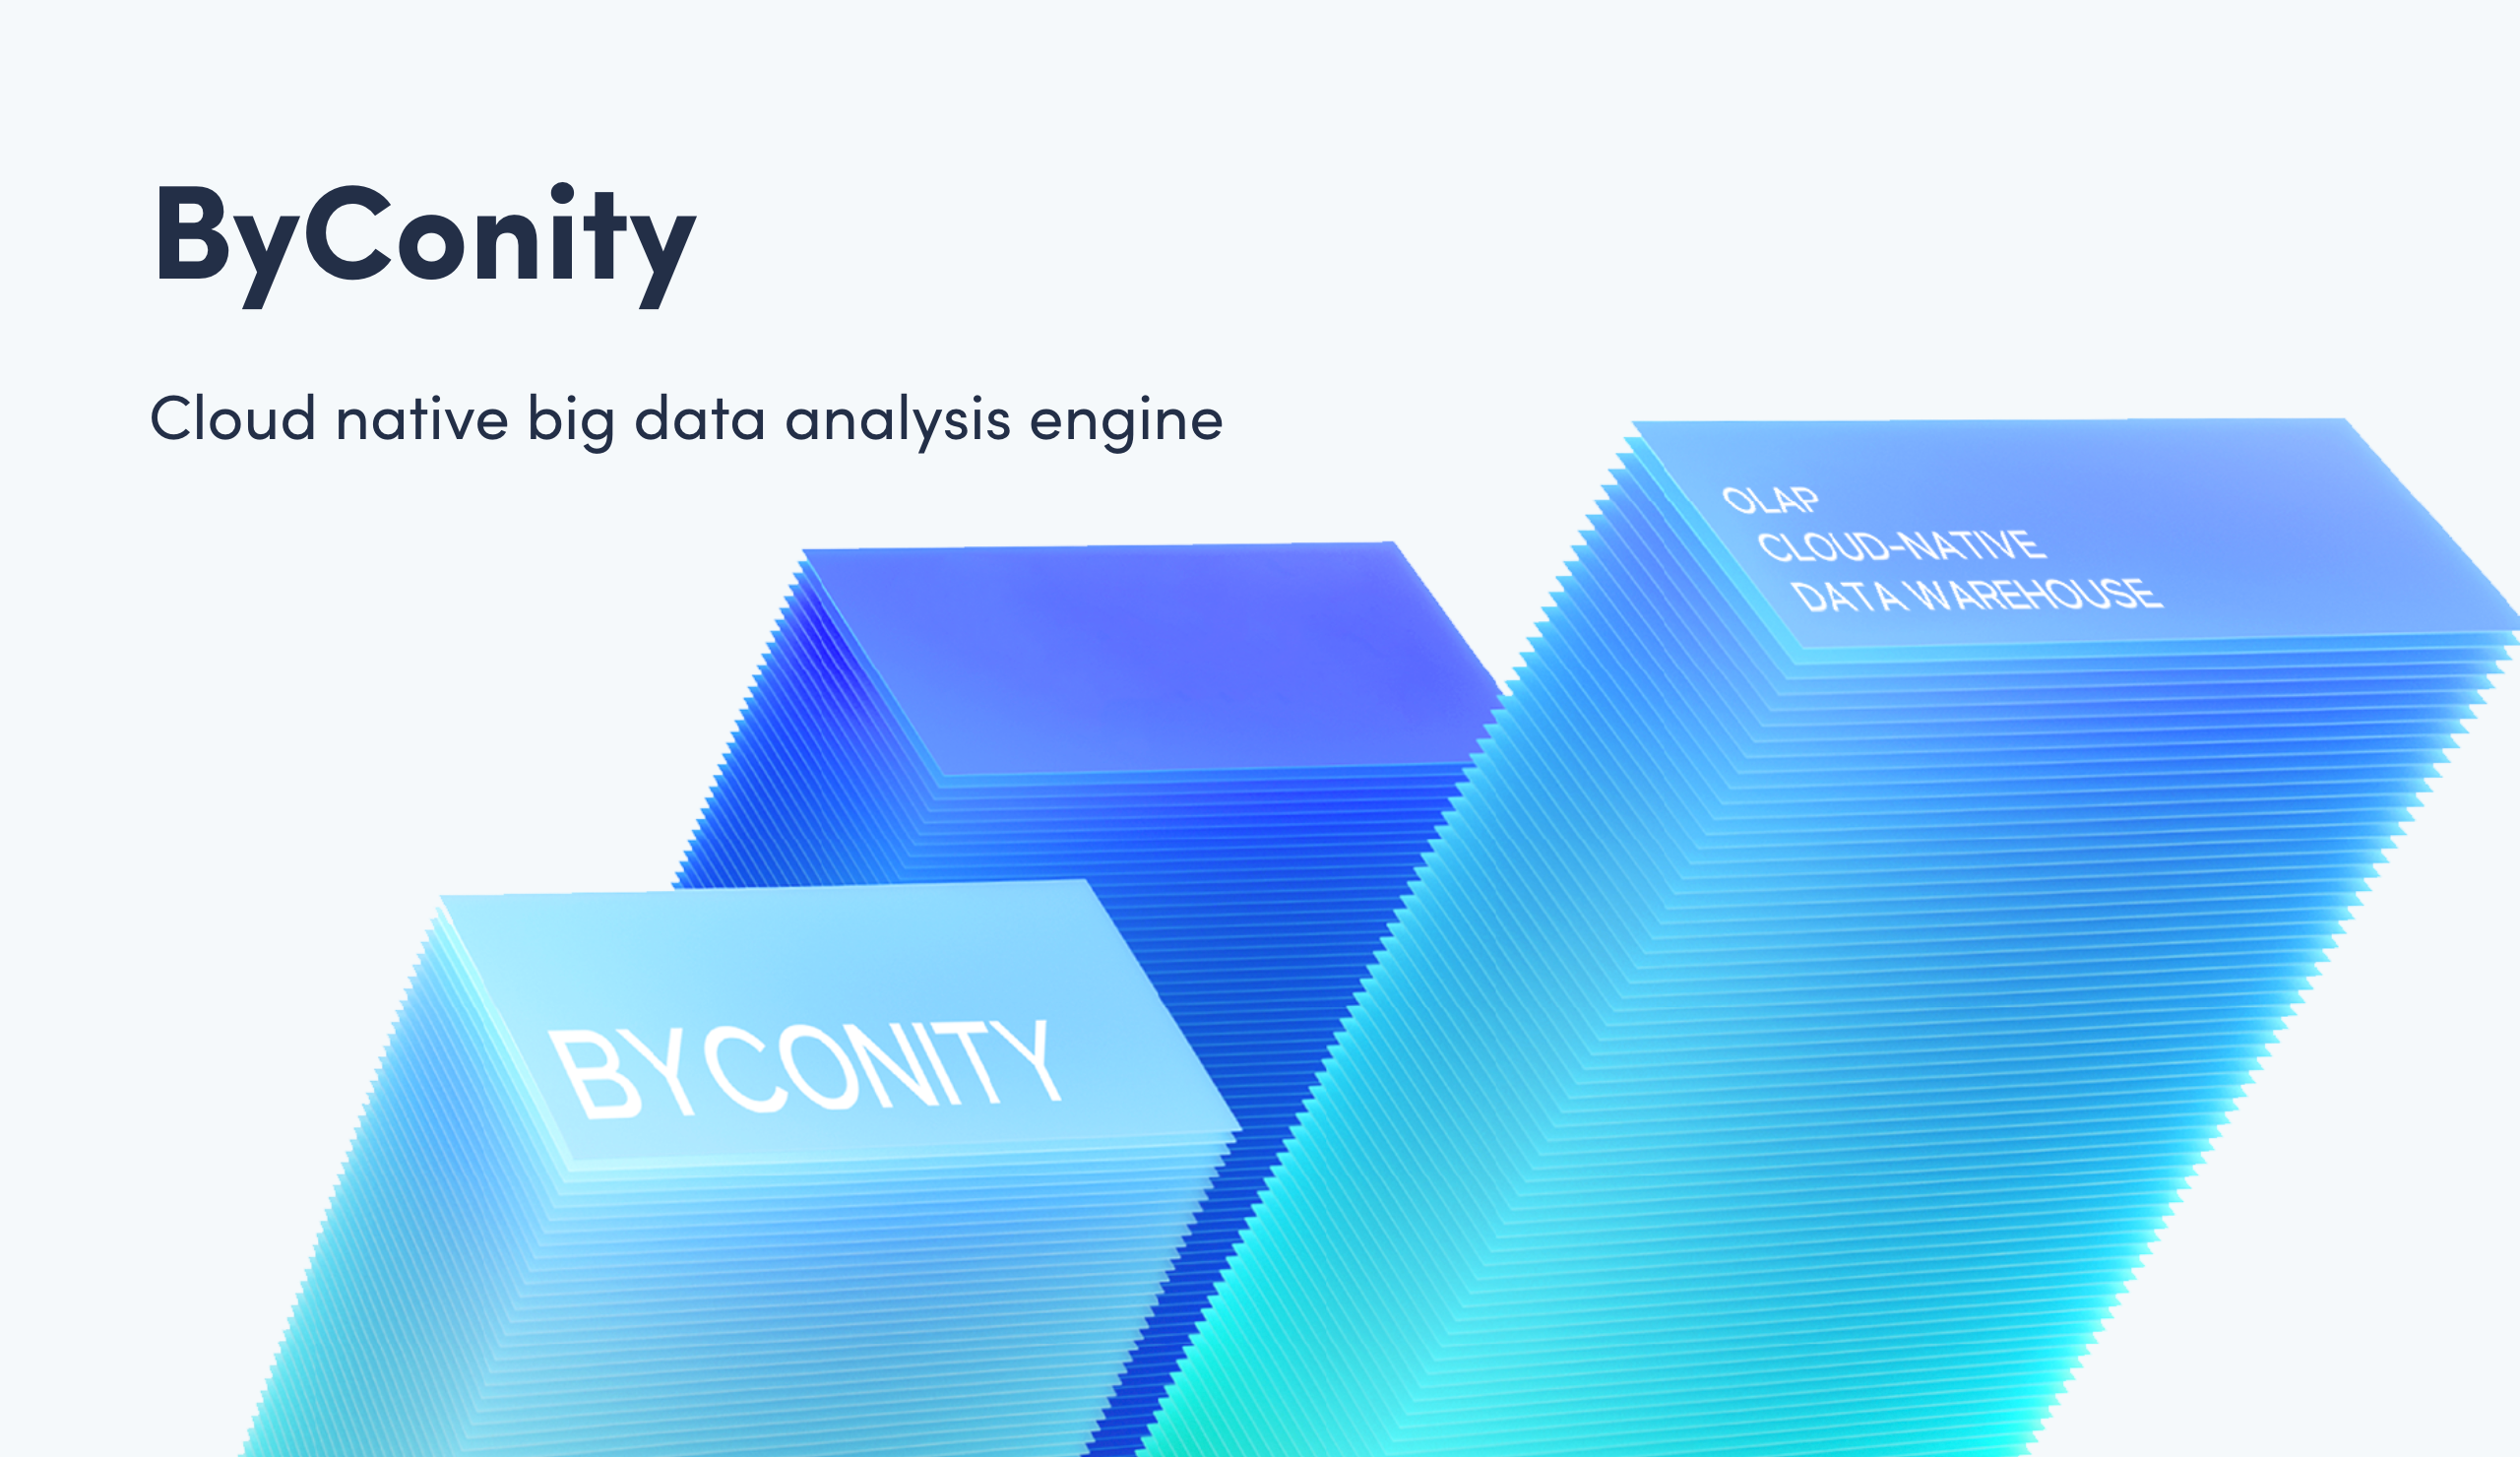 ByConity
Cloud native big data analysis engine
OLAP
CLOUD-NATIVE
DATA WAREHOUSE
BYCONITY